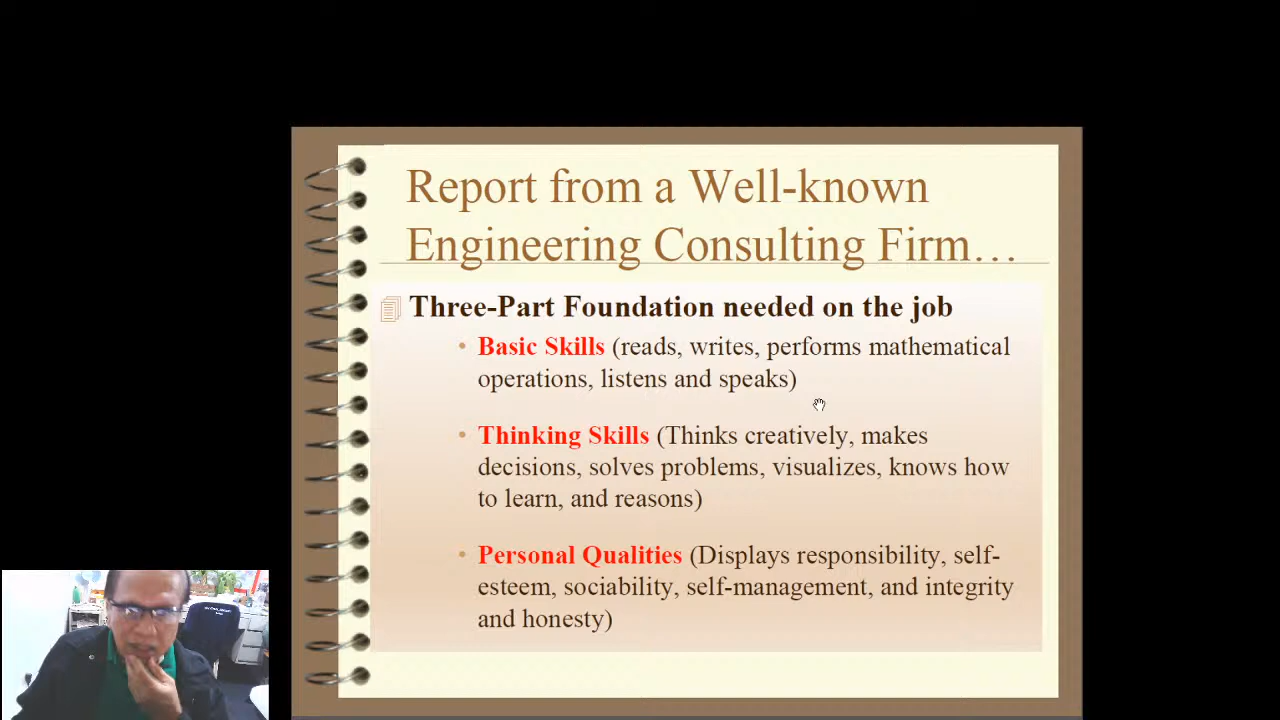 Report from a Well-known
Engineering Consulting Firm…
Three-Part Foundation needed on the job
• Basic Skills (reads, writes, performs mathematical
operations, listens and speaks)
• Thinking Skills (Thinks creatively, makes
decisions, solves problems, visualizes, knows how
to learn, and reasons)
• Personal Qualities (Displays responsibility, self-
esteem, sociability, self-management, and integrity
and honesty)